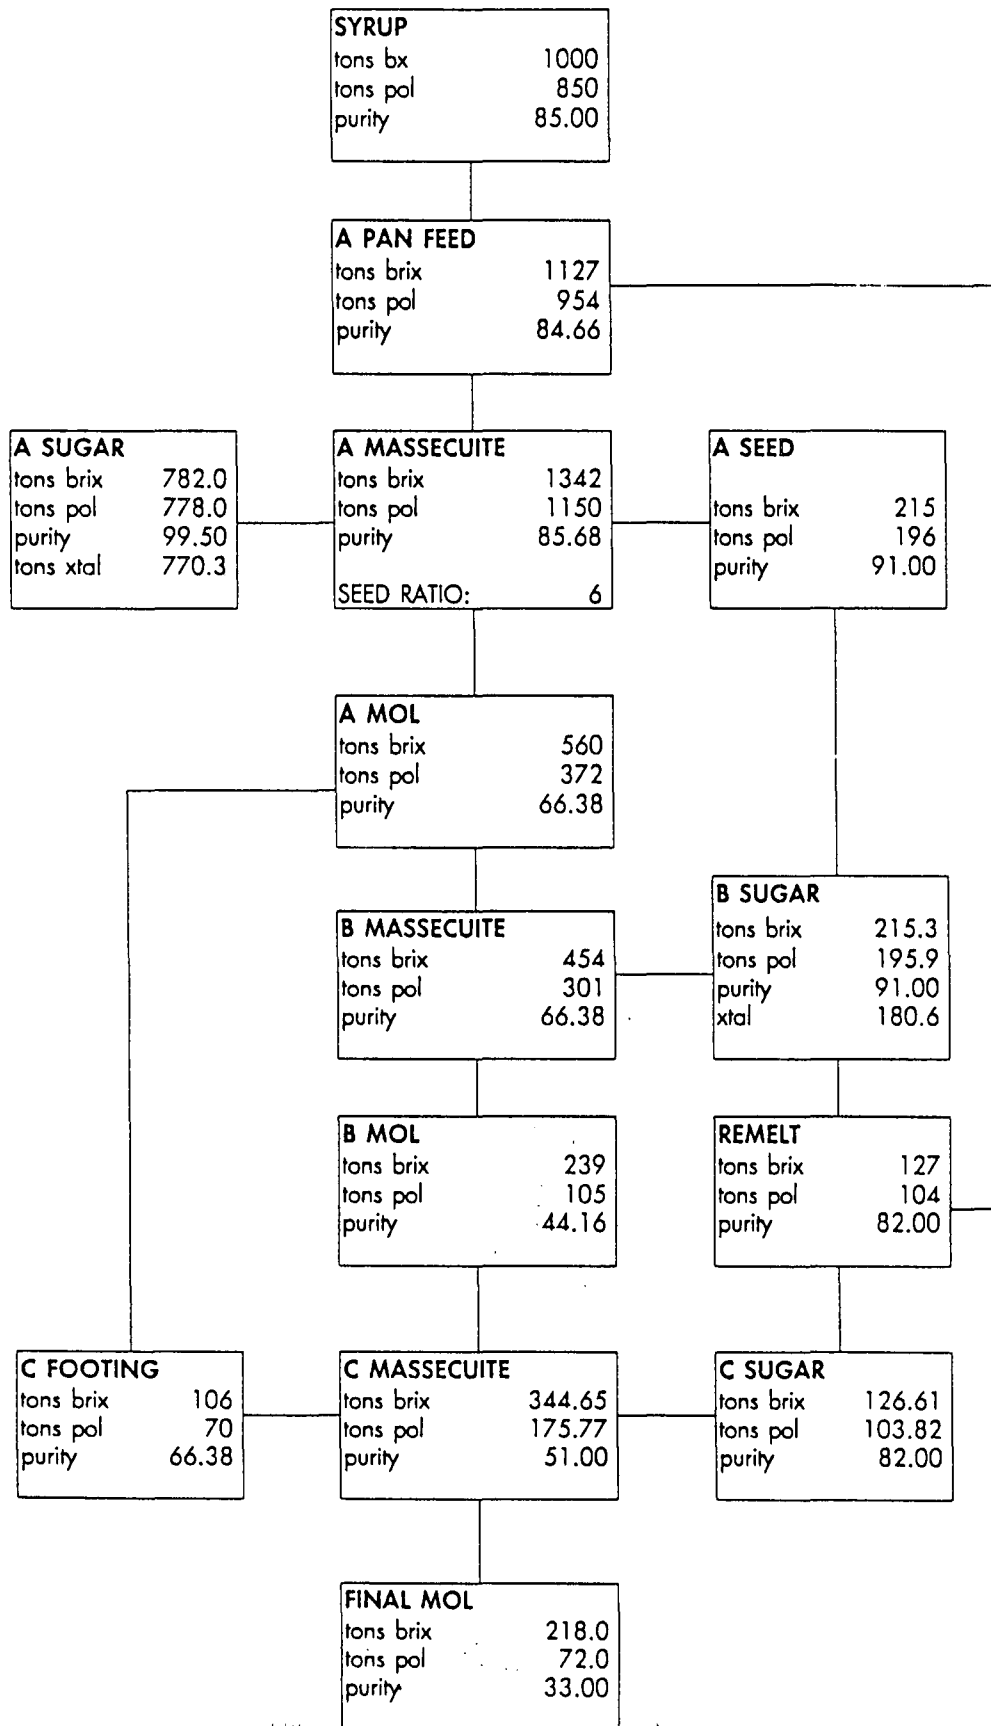 SYRUP
tons bx 1000
tons pol 850
purity 85.00
A PAN FEED
tons brix 1127
tons pol 954
purity 84.66
A SUGAR
tons brix 782.0
tons pol 778.0
purity 99.50
tons xtal 770.3
A MASSECUITE
tons brix 1342
tons pol 1150
purity 85.68
SEED RATIO: 6
A SEED
tons brix 215
tons pol 196
purity 91.00
A MOL
tons brix 560
tons pol 372
purity 66.38
B MASSECUITE
tons brix 454
tons pol 301
purity 66.38
B SUGAR
tons brix 215.3
tons pol 195.9
purity 91.00
xtal 180.6
B MOL
tons brix 239
tons pol 105
purity 44.16
REMELT
tons brix 127
tons pol 104
purity 82.00
C FOOTING
tons brix 106
tons pol 70
purity 66.38
C MASSECUITE
tons brix 344.65
tons pol 175.77
purity 51.00
C SUGAR
tons brix 126.61
tons pol 103.82
purity 82.00
FINAL MOL
tons brix 218.0
tons pol 72.0
purity 33.00